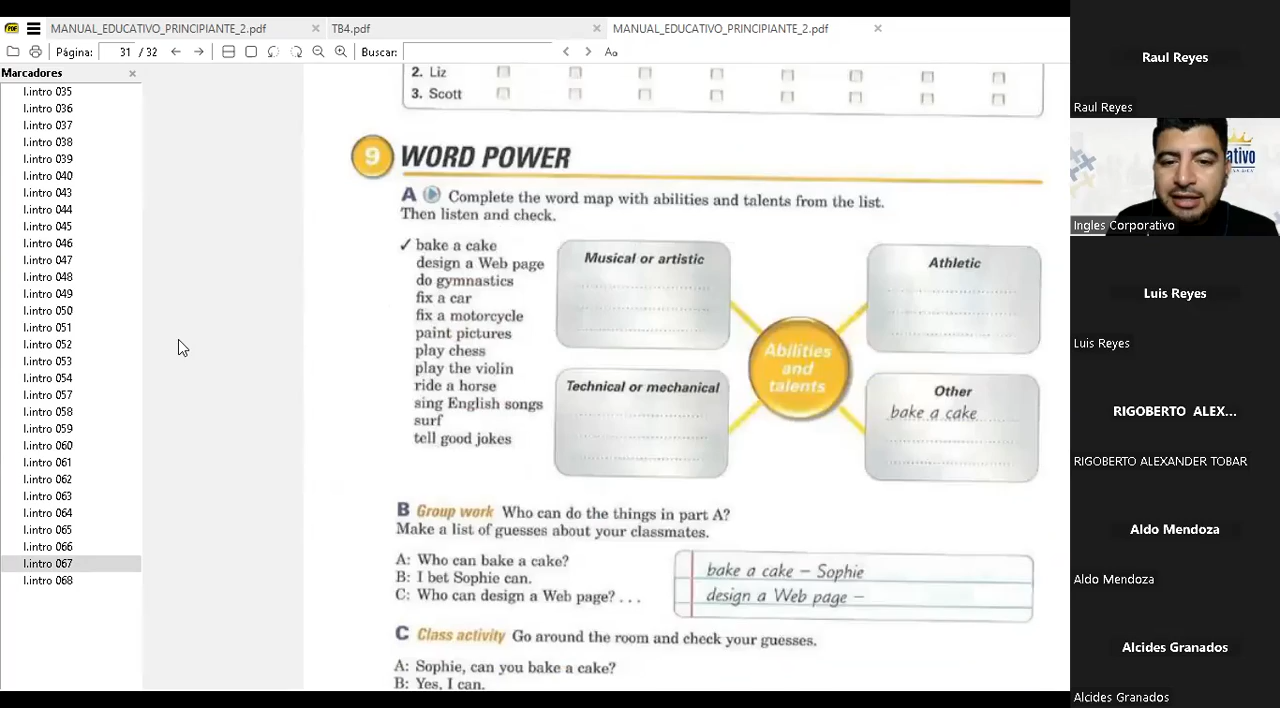 MANUAL_EDUCATIVO_PRINCIPIANTE_2.pdf
TB4.pdf
MANUAL_EDUCATIVO_PRINCIPIANTE_2.pdf
Página: 31 / 32
Buscar:
Aa
Marcadores
I.intro 035
I.intro 036
I.intro 037
I.intro 038
I.intro 039
I.intro 040
I.intro 043
I.intro 044
I.intro 045
I.intro 046
I.intro 047
I.intro 048
I.intro 049
I.intro 050
I.intro 051
I.intro 052
I.intro 053
I.intro 054
I.intro 057
I.intro 058
I.intro 059
I.intro 060
I.intro 061
I.intro 062
I.intro 063
I.intro 064
I.intro 065
I.intro 066
I.intro 067
I.intro 068
2. Liz
3. Scott
9 WORD POWER
A Complete the word map with abilities and talents from the list.
Then listen and check.
✓ bake a cake
design a Web page
do gymnastics
fix a car
fix a motorcycle
paint pictures
play chess
play the violin
ride a horse
sing English songs
surf
tell good jokes
Musical or artistic
Athletic
Abilities
and
talents
Technical or mechanical
Other
bake a cake
B Group work Who can do the things in part A?
Make a list of guesses about your classmates.
A: Who can bake a cake?
B: I bet Sophie can.
C: Who can design a Web page? . . .
bake a cake – Sophie
design a Web page –
C Class activity Go around the room and check your guesses.
A: Sophie, can you bake a cake?
B: Yes, I can.
Raul Reyes
Raul Reyes
ativo
Ingles Corporativo
Luis Reyes
Luis Reyes
RIGOBERTO ALEX...
RIGOBERTO ALEXANDER TOBAR
Aldo Mendoza
Aldo Mendoza
Alcides Granados
Alcides Granados